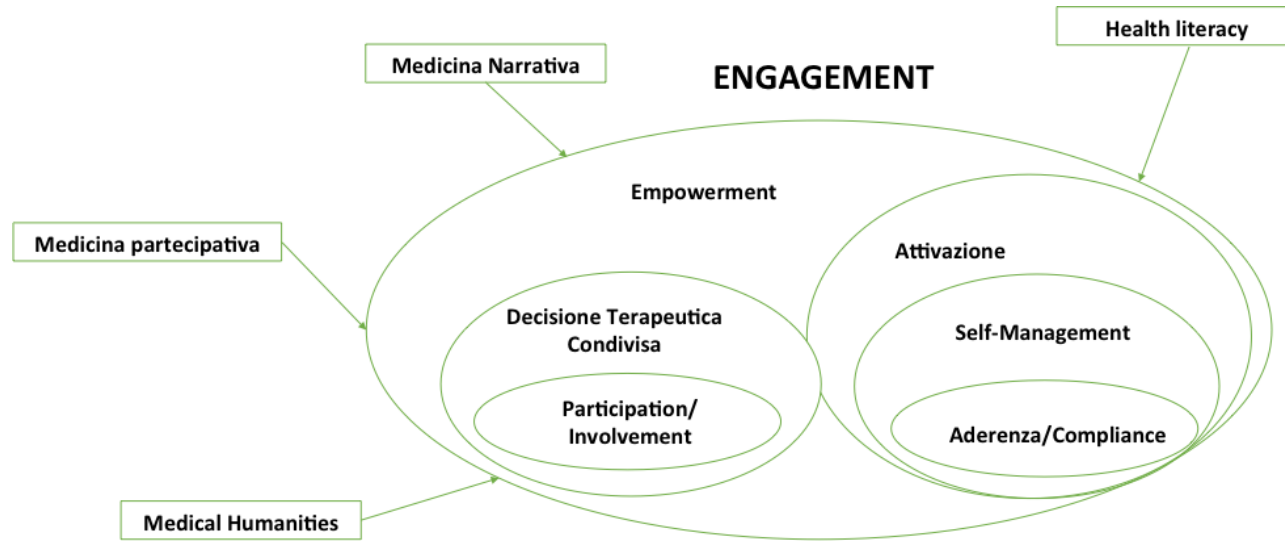 Health literacy
Medicina Narrativa
ENGAGEMENT
Empowerment
Medicina partecipativa
Attivazione
Decisione Terapeutica
Condivisa
Self-Management
Participation/
Involvement
Aderenza/Compliance
Medical Humanities